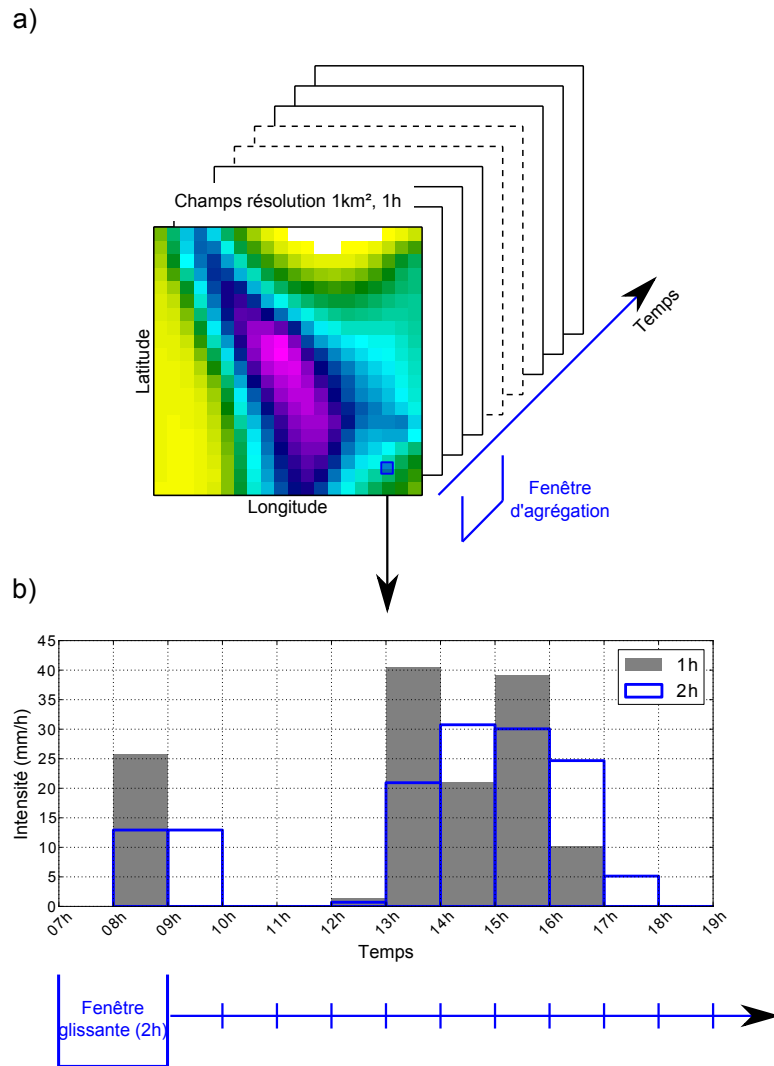 a)
Champs résolution 1km², 1h
Latitude
Longitude
Temps
Fenêtre
d'agrégation
b)
45
40
35
30
25
20
15
10
5
0
Intensité (mm/h)
1h
2h
07h 08h 09h 10h 11h 12h 13h 14h 15h 16h 17h 18h 19h
Temps
Fenêtre
glissante (2h)